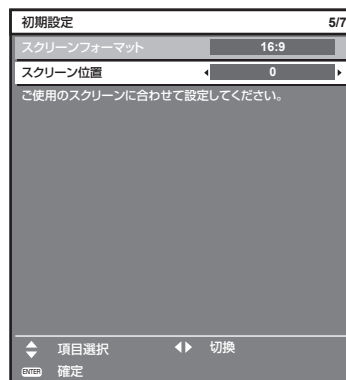 初期設定 5/7
スクリーンフォーマット 16:9
スクリーン位置 0
ご使用のスクリーンに合わせて設定してください。
項目選択 切換
ENTER 確定